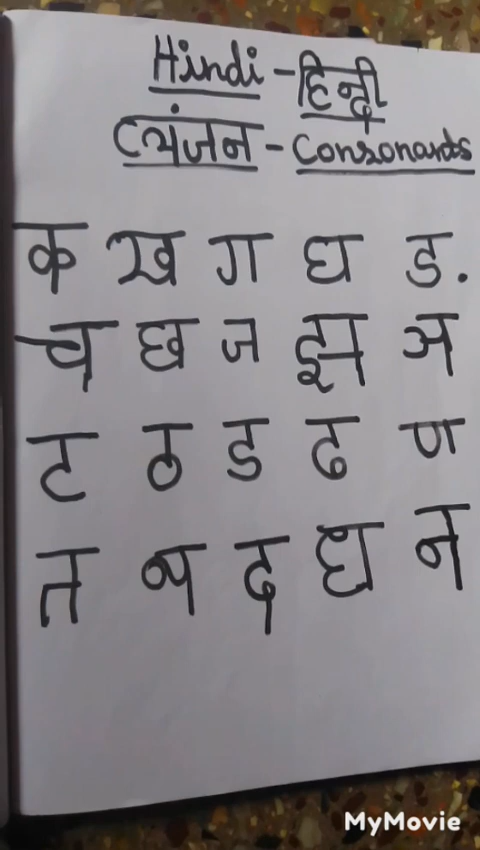 Hindi - हिन्दी
व्यंजन - Consonants
क ख ग घ ङ
च छ ज झ ञ
ट ठ ड ढ ण
त थ द ध न
MyMovie